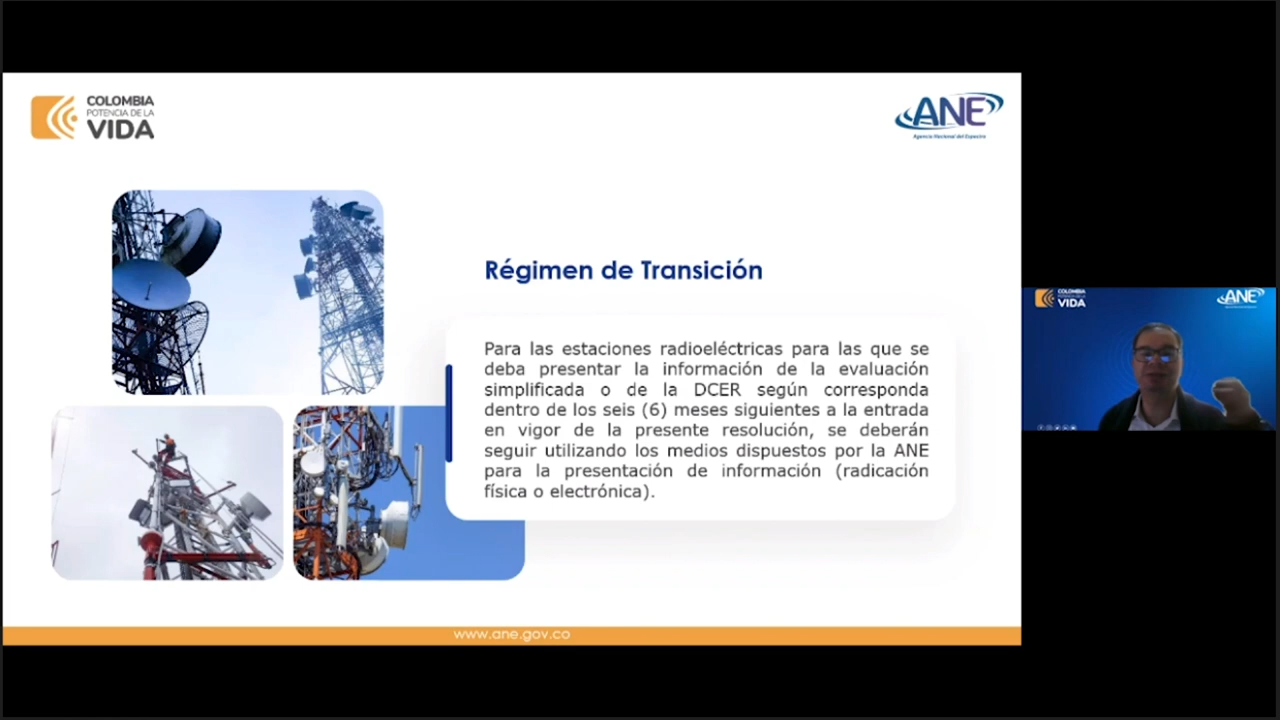 COLOMBIA
POTENCIA DE LA
VIDA
ANE
Agencia Nacional del Espectro
Régimen de Transición
Para las estaciones radioeléctricas para las que se
deba presentar la información de la evaluación
simplificada o de la DCER según corresponda
dentro de los seis (6) meses siguientes a la entrada
en vigor de la presente resolución, se deberán
seguir utilizando los medios dispuestos por la ANE
para la presentación de información (radicación
física o electrónica).
www.ane.gov.co
COLOMBIA
VIDA
ANE